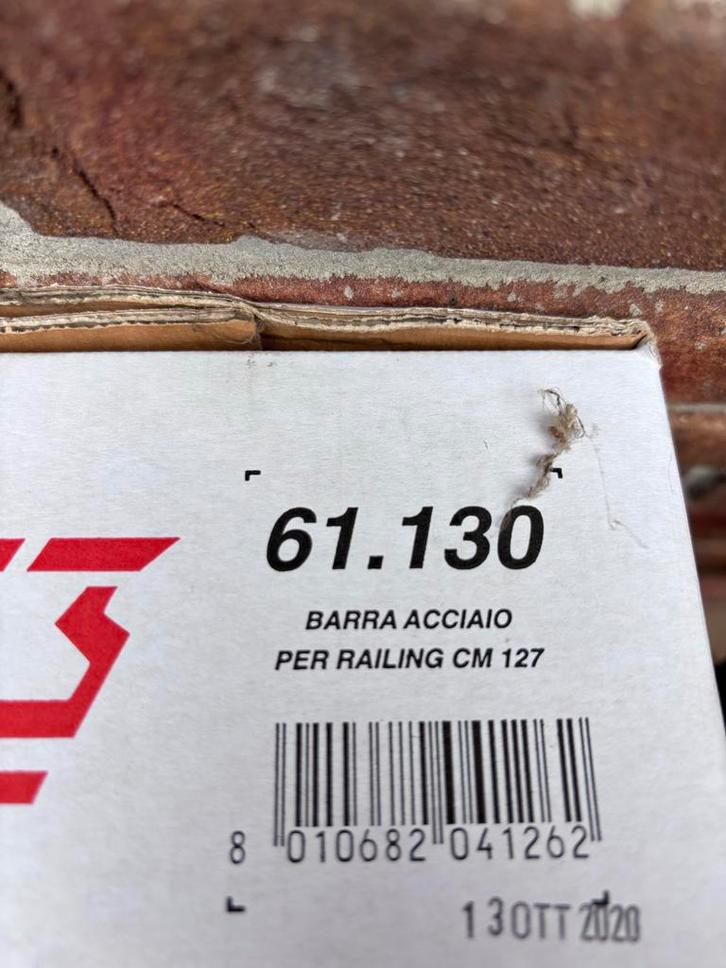 61.130
BARRA ACCIAIO
PER RAILING CM 127
8 010682 041262
13 OTT 2020